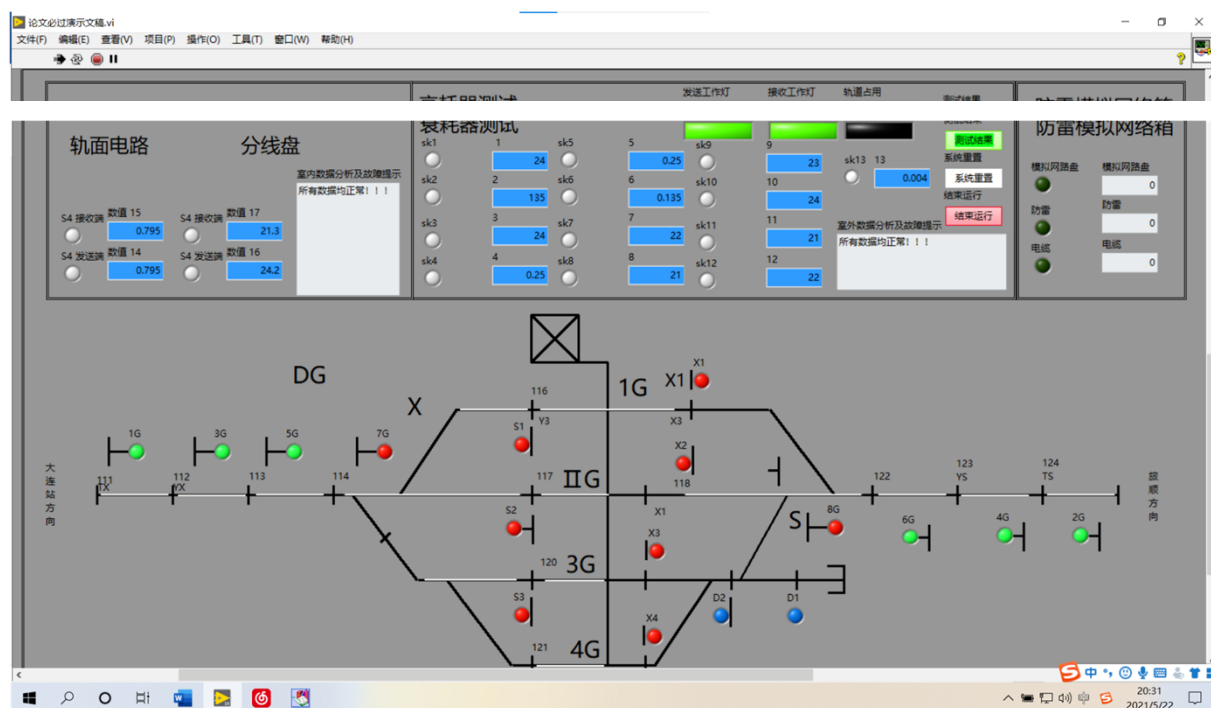 论文必过演示文稿.vi
文件(F) 编辑(E) 查看(V) 项目(P) 操作(O) 工具(T) 窗口(W) 帮助(H)
发送工作灯 接收工作灯 轨道占用
衰耗器测试
防雷模拟网络箱
轨面电路 分线盘
sk1 1 24 sk5 5 0.25 sk9 9 23 sk13 13 0.004
测试结果
系统重置
系统重置
结束运行
结束运行
室内数据分析及故障提示
所有数据均正常！！！
sk2 2 135 sk6 6 0.135 sk10 10 24
sk3 3 24 sk7 7 22 sk11 11 21
sk4 4 0.25 sk8 8 21 sk12 12 22
S4 接收端 数值 15 0.795 S4 接收端 数值 17 21.3
S4 发送端 数值 14 0.795 S4 发送端 数值 16 24.2
室外数据分析及故障提示
所有数据均正常！！！
模拟网路盘 模拟网路盘 0
防雷 防雷 0
电缆 电缆 0
DG X 1G X1 X1
116 S1 Y3 X3 X2
1G 3G 5G 7G
大连站方向
111 112 113 114 117 ⅡG 118 122 123 124
TX YX YS TS
旅顺方向
S2 X1 S 8G 6G 4G 2G
X3
120 3G
S3 D2 D1
X4
121 4G
中
20:31
2021/5/22